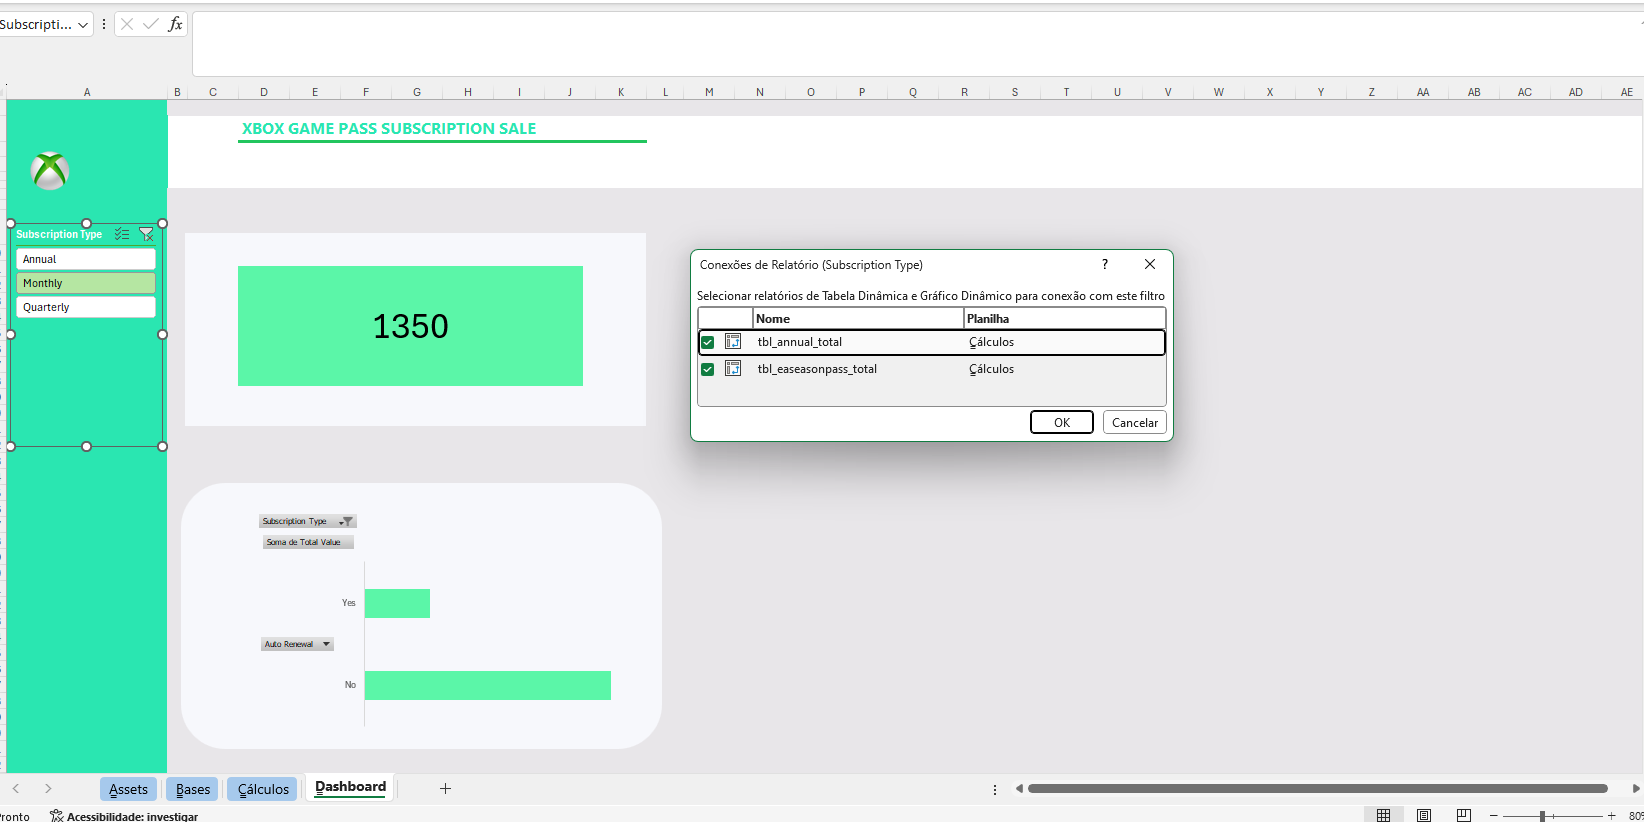 Subscripti...
fx
A B C D E F G H I J K L M N O P Q R S T U V W X Y Z AA AB AC AD AE
XBOX GAME PASS SUBSCRIPTION SALE
Subscription Type
Annual
Monthly
Quarterly
1350
Conexões de Relatório (Subscription Type)
?
Selecionar relatórios de Tabela Dinâmica e Gráfico Dinâmico para conexão com este filtro
Nome Planilha
tbl_annual_total Cálculos
tbl_easeasonpass_total Cálculos
OK Cancelar
Subscription Type
Soma de Total Value
Yes
Auto Renewal
No
Assets Bases Cálculos Dashboard
Pronto Acessibilidade: investigar
80%